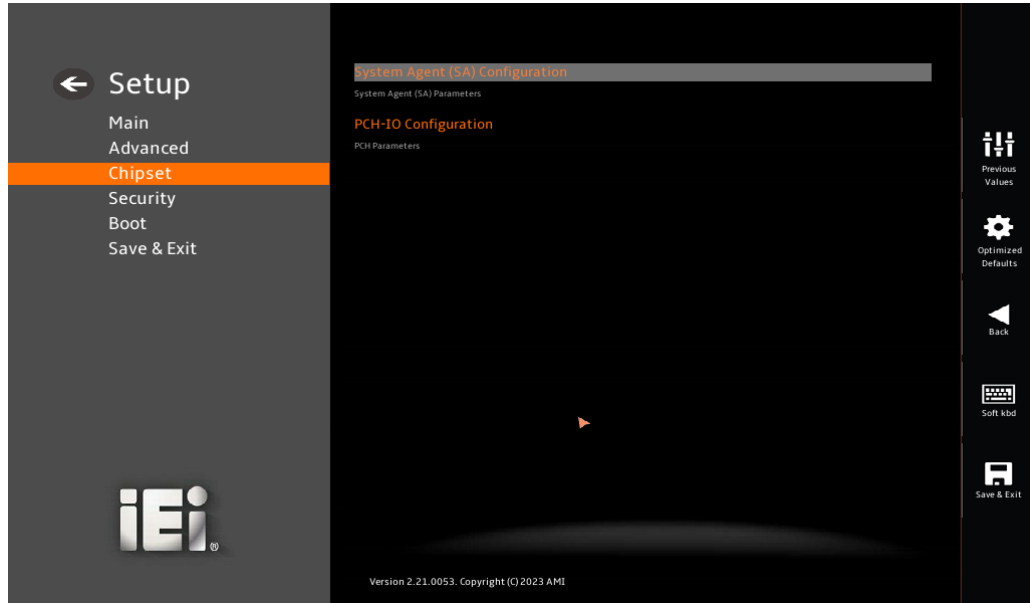 Setup
Main
Advanced
Chipset
Security
Boot
Save & Exit
System Agent (SA) Configuration
System Agent (SA) Parameters
PCH-IO Configuration
PCH Parameters
Previous
Values
Optimized
Defaults
Back
Soft kbd
Save & Exit
iEi®
Version 2.21.0053. Copyright (C) 2023 AMI